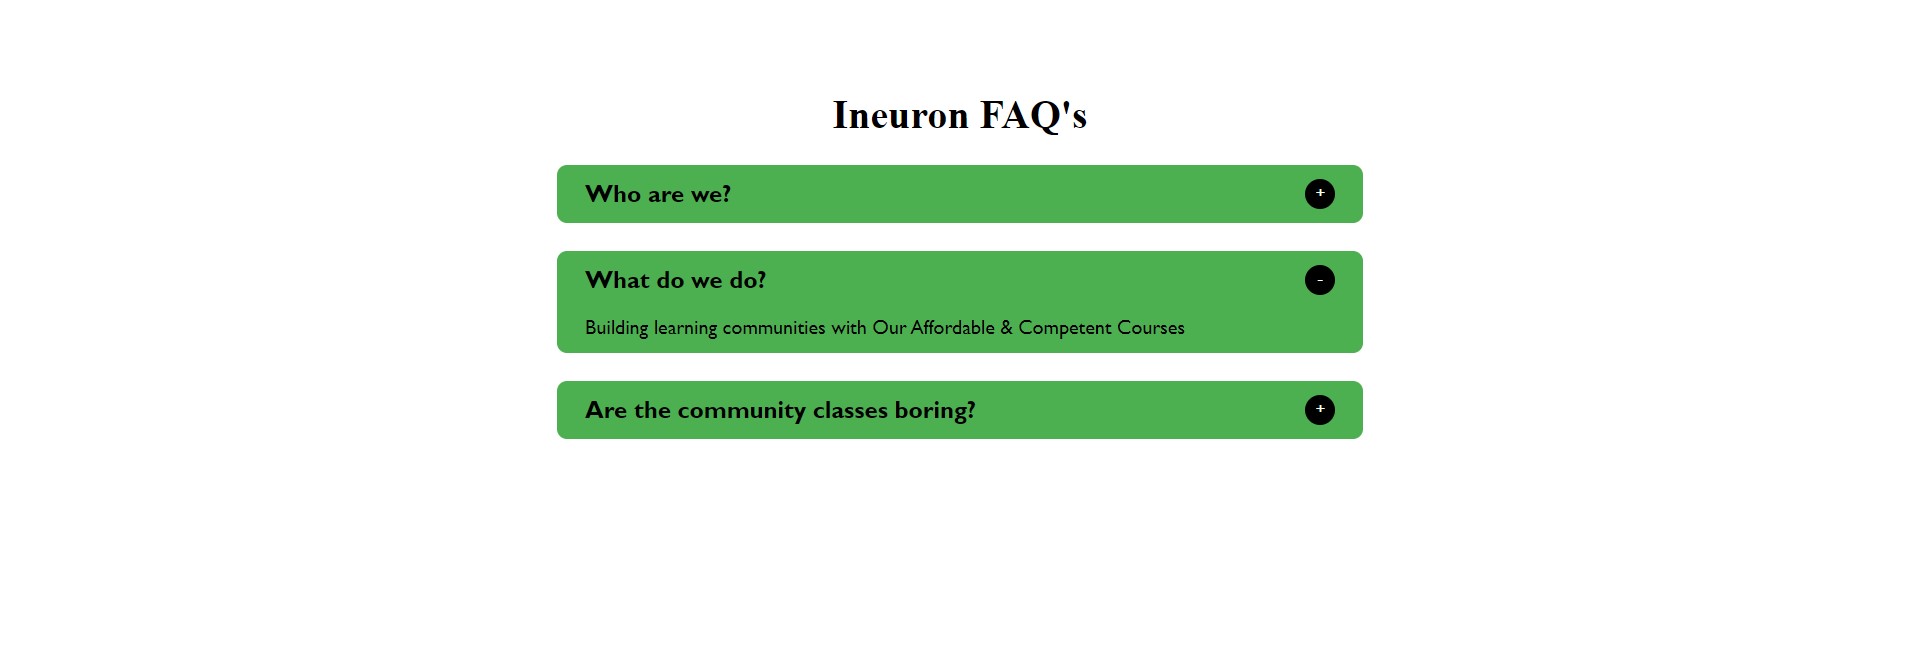 Ineuron FAQ's
Who are we?
+
What do we do?
-
Building learning communities with Our Affordable & Competent Courses
Are the community classes boring?
+